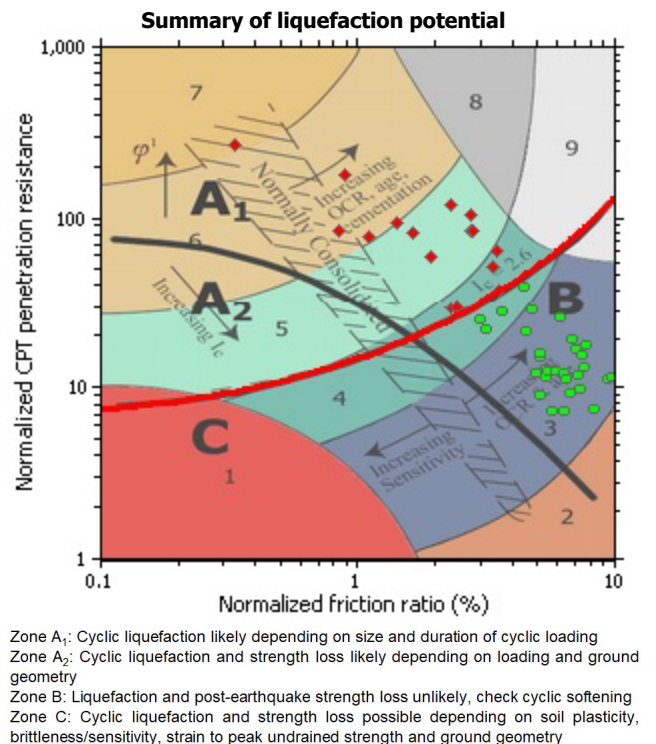 Summary of liquefaction potential
Normalized CPT penetration resistance
1,000
100
10
1
0.1
1
10
Normalized friction ratio (%)
7
8
9
φ'
A1
Normally Consolidated
Increasing
OCR, age,
cementation
6
A2
Increasing Ic
5
Ic 2.6
B
4
C
1
Increasing
Sensitivity
Increasing
OCR
3
2
Zone A1: Cyclic liquefaction likely depending on size and duration of cyclic loading
Zone A2: Cyclic liquefaction and strength loss likely depending on loading and ground
geometry
Zone B: Liquefaction and post-earthquake strength loss unlikely, check cyclic softening
Zone C: Cyclic liquefaction and strength loss possible depending on soil plasticity,
brittleness/sensitivity, strain to peak undrained strength and ground geometry